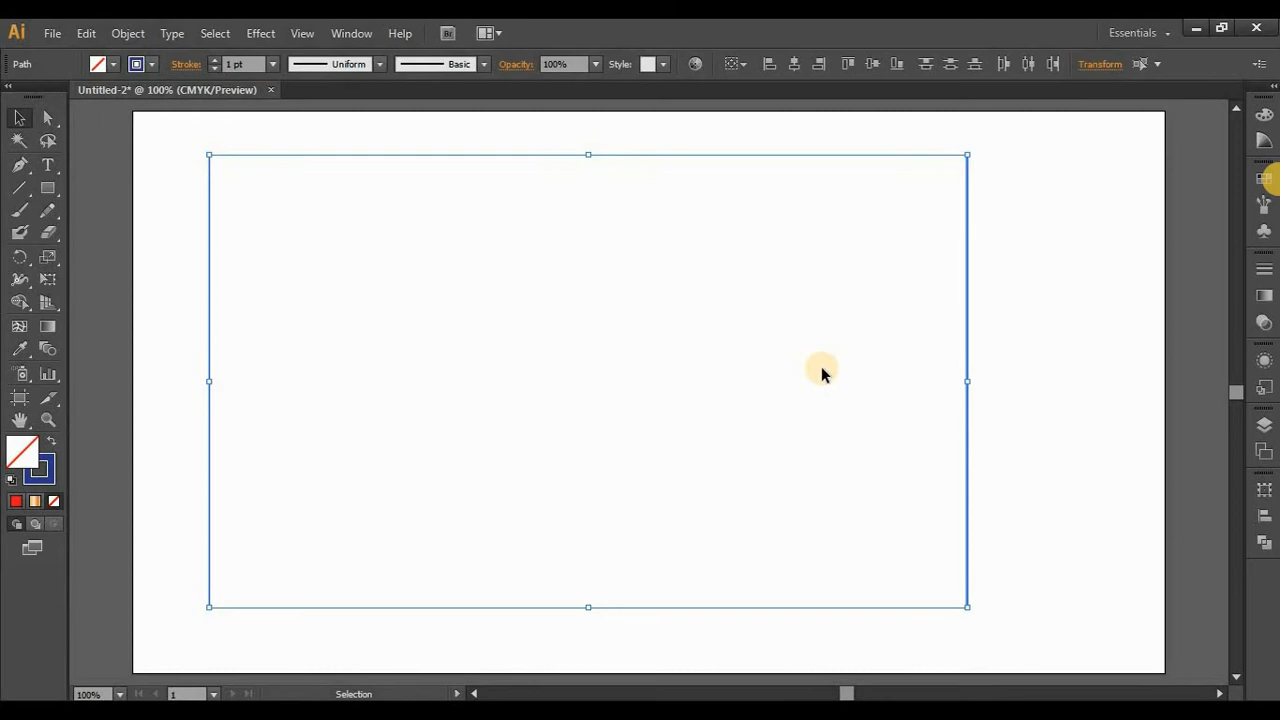 Ai File Edit Object Type Select Effect View Window Help Br Essentials
Path Stroke: 1 pt Uniform Basic Opacity: 100% Style: Transform
Untitled-2* @ 100% (CMYK/Preview) ×
T
100% 1 Selection